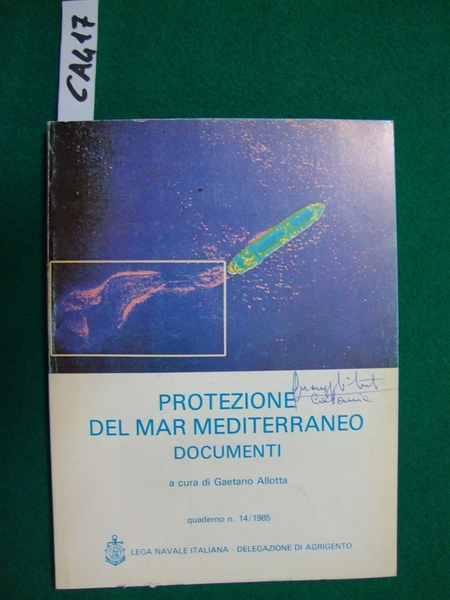 CA417
PROTEZIONE
DEL MAR MEDITERRANEO
DOCUMENTI
Catania
a cura di Gaetano Allotta
quaderno n. 14/1985
LEGA NAVALE ITALIANA - DELEGAZIONE DI AGRIGENTO